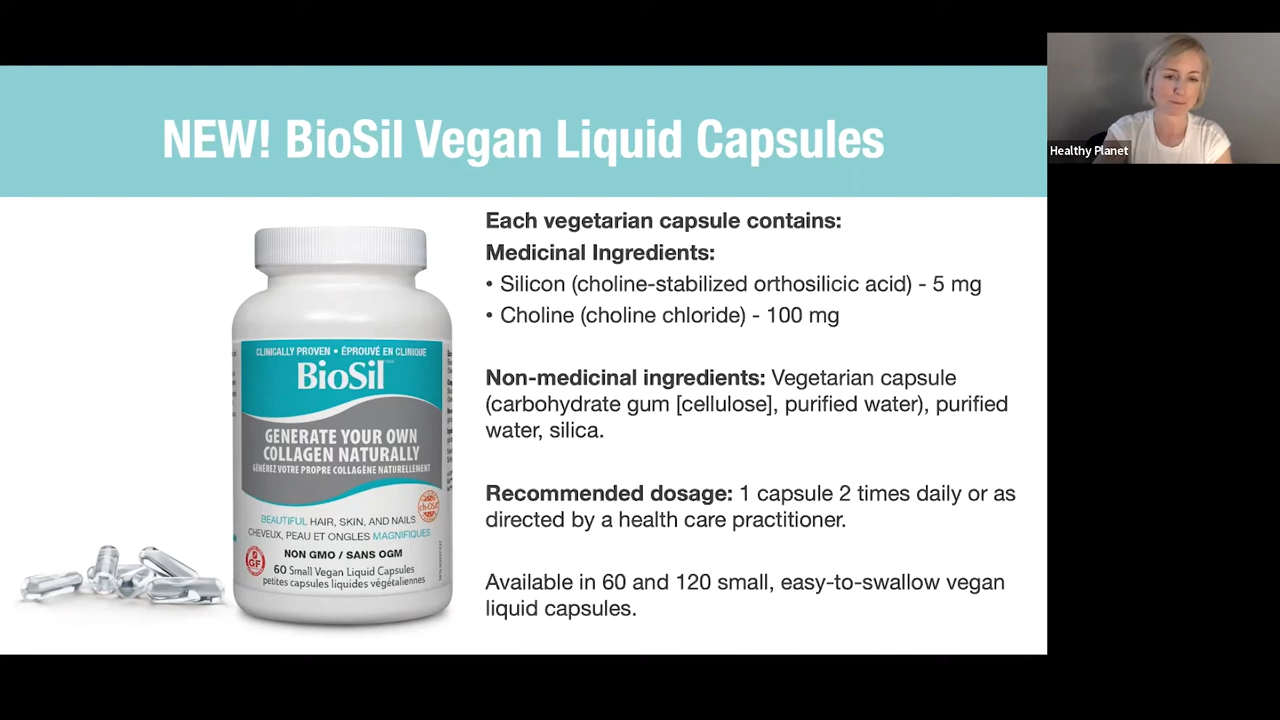 NEW! BioSil Vegan Liquid Capsules
Healthy Planet
Each vegetarian capsule contains:
Medicinal Ingredients:
• Silicon (choline-stabilized orthosilicic acid) - 5 mg
• Choline (choline chloride) - 100 mg
Non-medicinal ingredients: Vegetarian capsule
(carbohydrate gum [cellulose], purified water), purified
water, silica.
Recommended dosage: 1 capsule 2 times daily or as
directed by a health care practitioner.
Available in 60 and 120 small, easy-to-swallow vegan
liquid capsules.
CLINICALLY PROVEN • ÉPROUVÉ EN CLINIQUE
BioSil
GENERATE YOUR OWN
COLLAGEN NATURALLY
GÉNÉREZ VOTRE PROPRE COLLAGÈNE NATURELLEMENT
ch-OSA
BEAUTIFUL HAIR, SKIN, AND NAILS
CHEVEUX, PEAU ET ONGLES MAGNIFIQUES
NON GMO / SANS OGM
GF
60 Small Vegan Liquid Capsules
petites capsules liquides végétaliennes